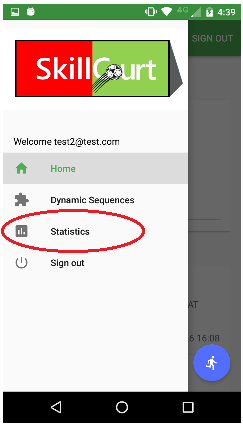 4G 4:39
SkillCourt
SIGN OUT
Welcome test2@test.com
Home
Dynamic Sequences
Statistics
AT
Sign out
6 16:08